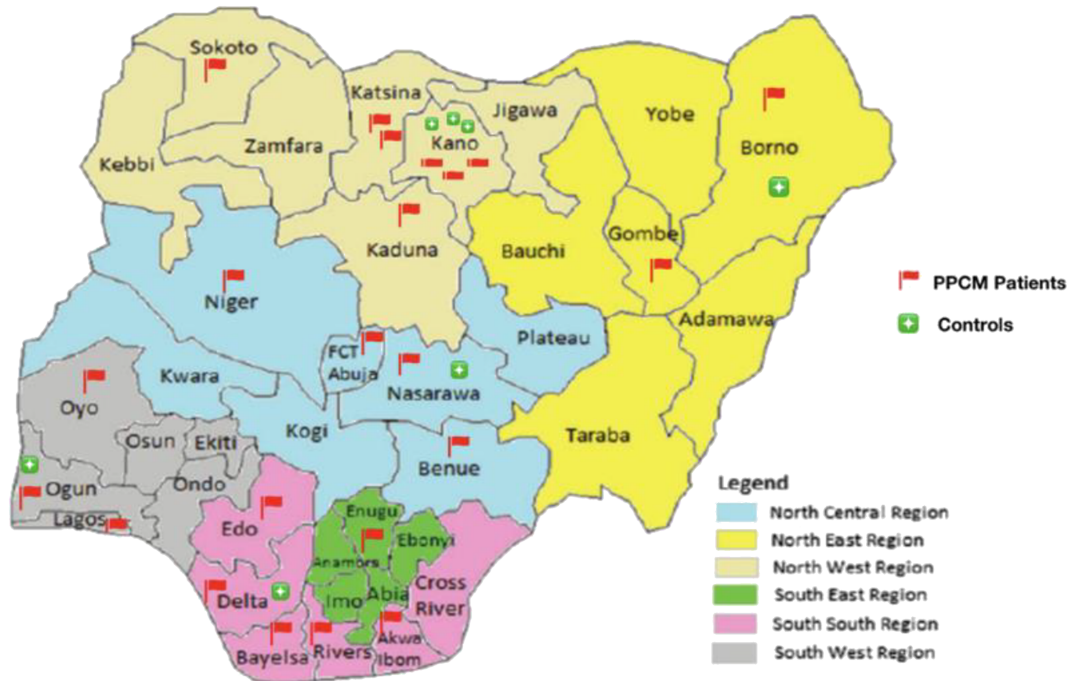 Sokoto
Katsina
Jigawa
Yobe
Kano
Borno
Zamfara
Kebbi
Gombe
Kaduna
Bauchi
PPCM Patients
Niger
Adamawa
Controls
Plateau
FCT
Abuja
Kwara
Nasarawa
Oyo
Kogi
Taraba
Osun
Ekiti
Benue
Ogun
Ondo
Legend
Enugu
North Central Region
Lagos
Edo
Ebonyi
North East Region
Anambra
North West Region
Cross
River
Delta
Imo
Abia
South East Region
South South Region
Akwa
Ibom
Bayelsa
Rivers
South West Region